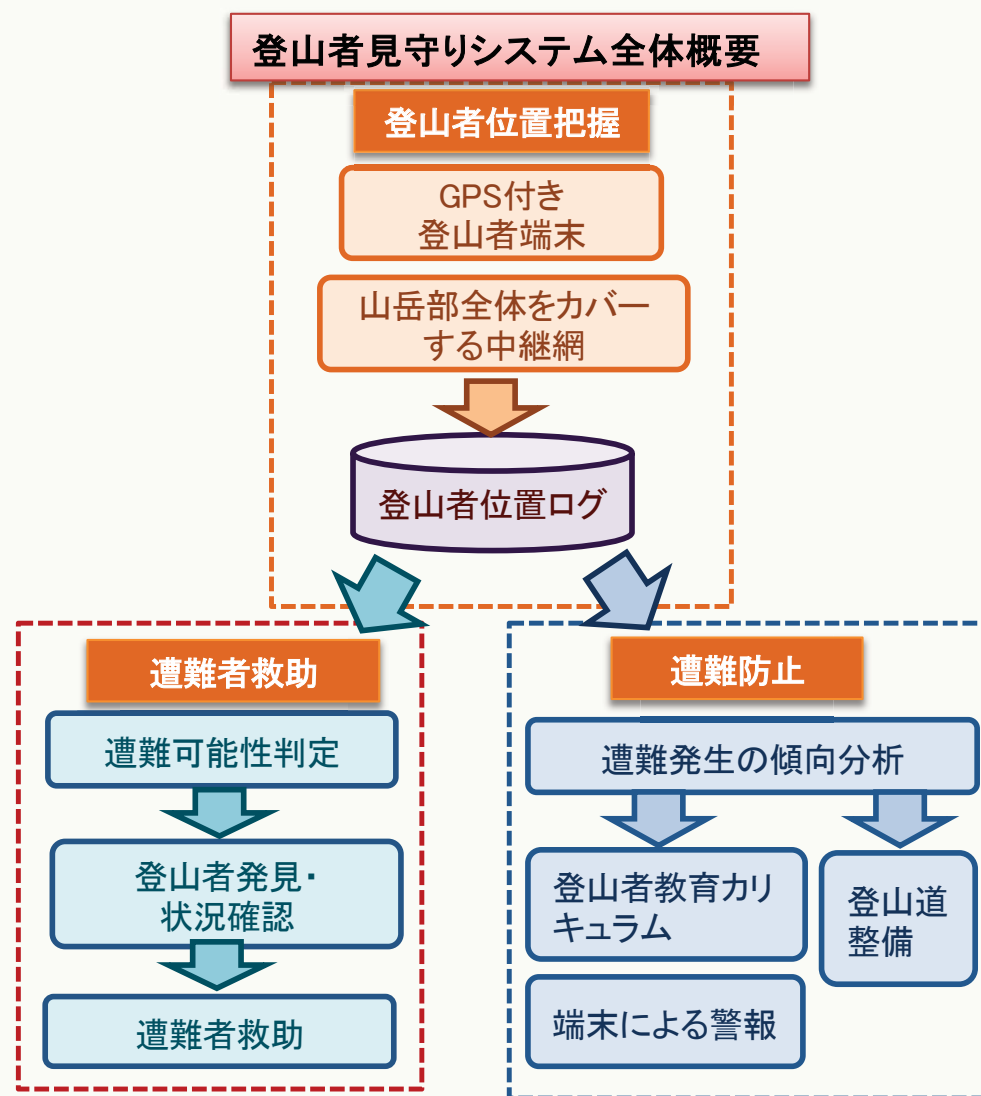 登山者見守りシステム全体概要
登山者位置把握
GPS付き
登山者端末
山岳部全体をカバー
する中継網
登山者位置ログ
遭難者救助
遭難可能性判定
登山者発見・
状況確認
遭難者救助
遭難防止
遭難発生の傾向分析
登山者教育カリ
キュラム
登山道
整備
端末による警報